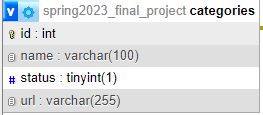 v spring2023_final_project categories
id : int
name : varchar(100)
# status : tinyint(1)
url : varchar(255)